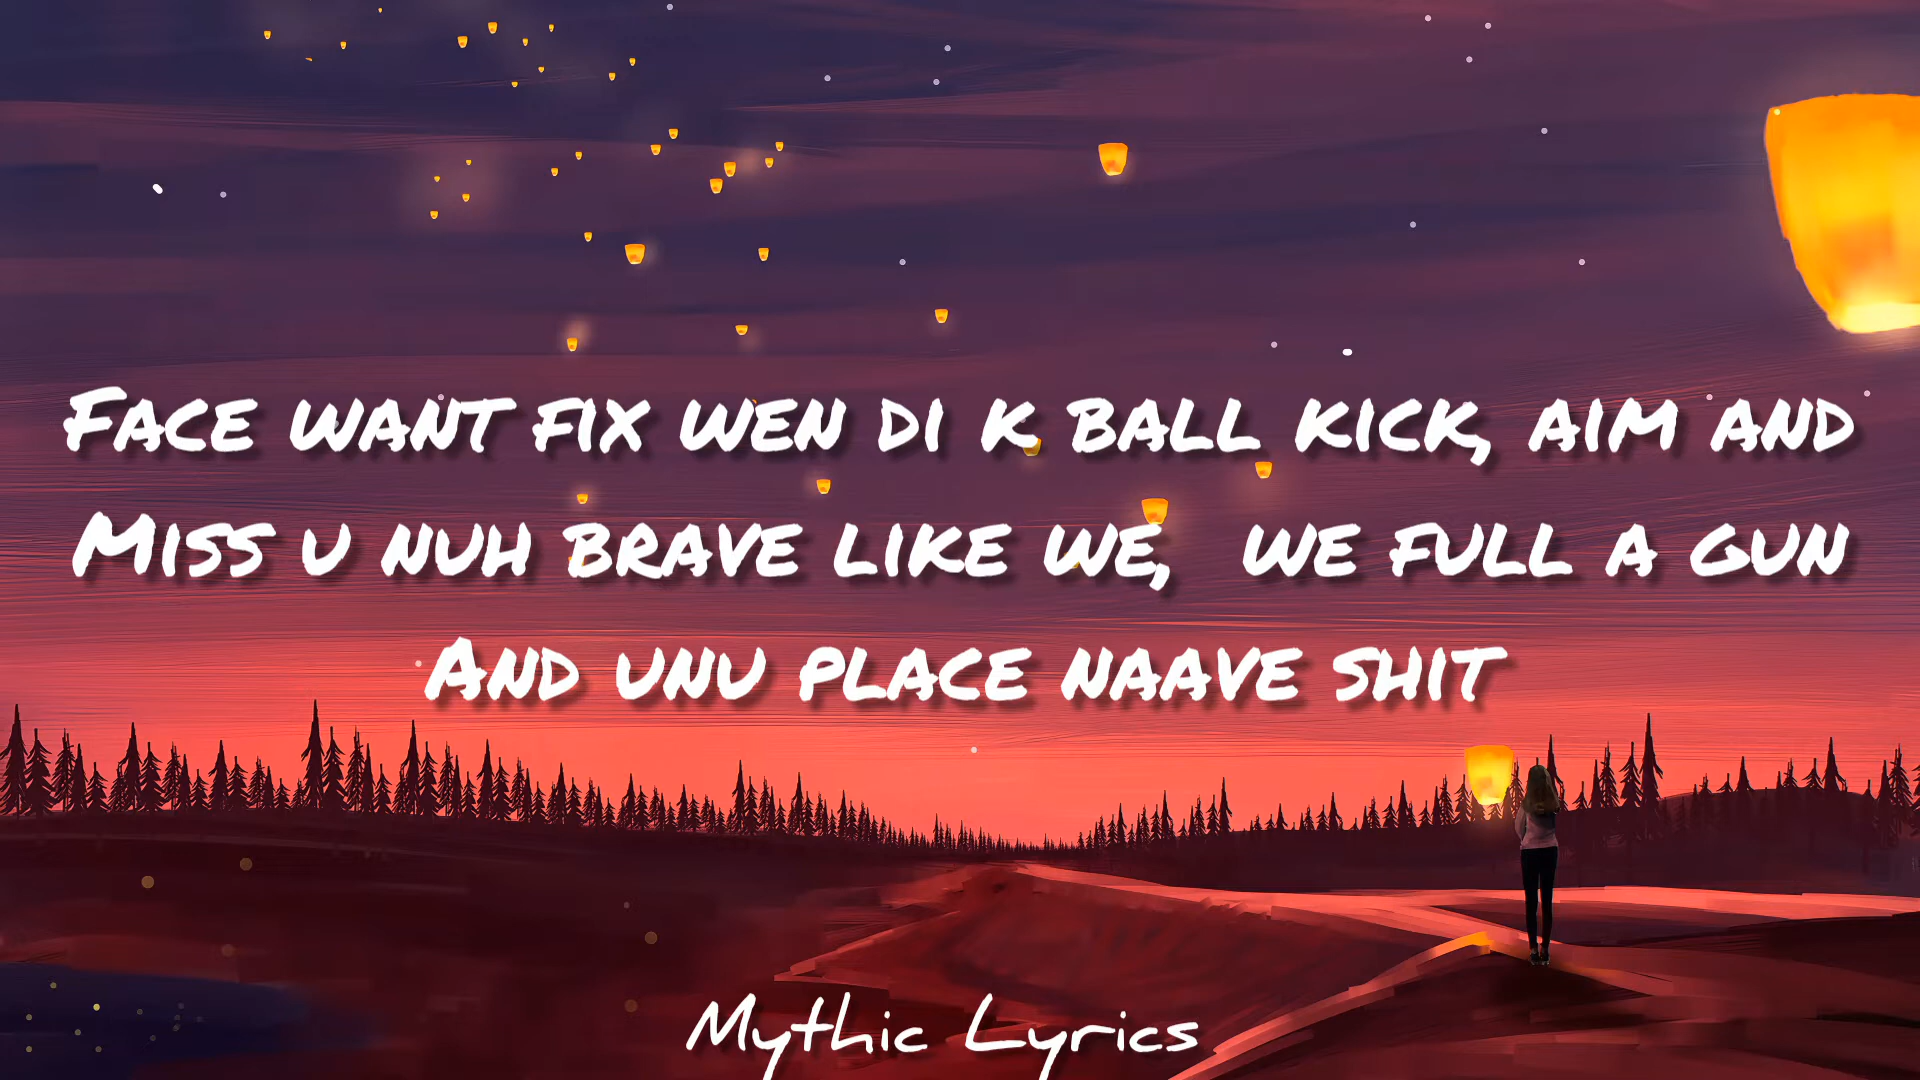 Face want fix wen di k ball kick, aim and
Miss u nuh brave like we, we full a gun
And unu place naave shit
Mythic Lyrics